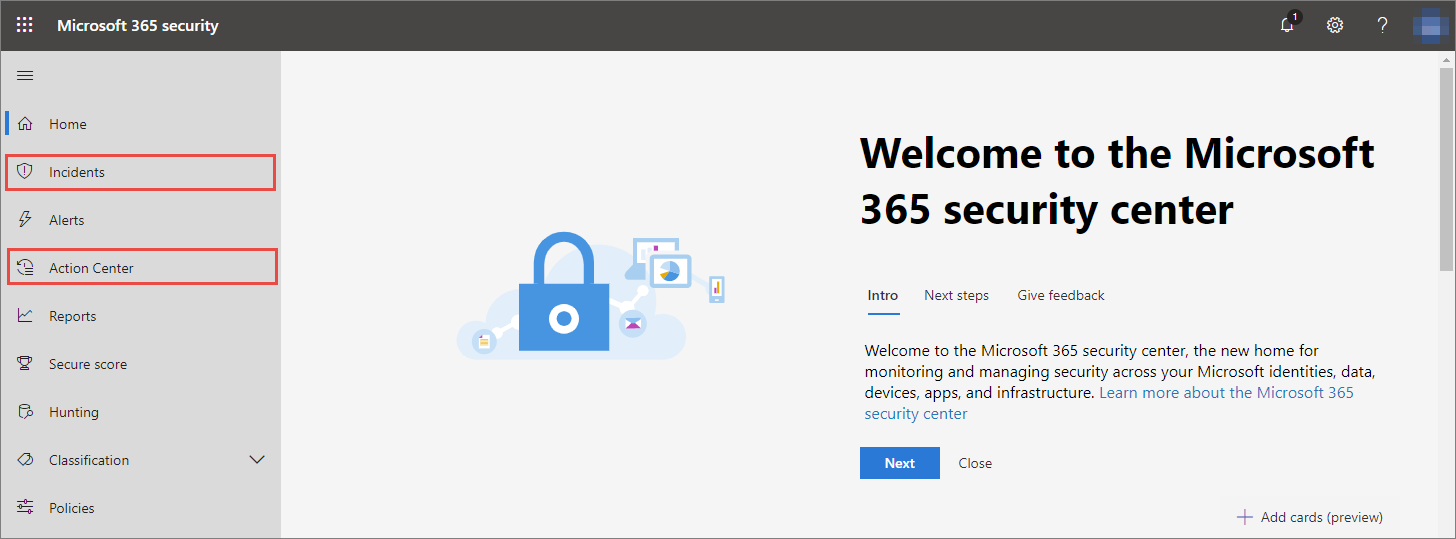 Microsoft 365 security
1
?
Home
Incidents
Alerts
Action Center
Reports
Secure score
Hunting
Classification
Policies
Welcome to the Microsoft
365 security center
Intro Next steps Give feedback
Welcome to the Microsoft 365 security center, the new home for
monitoring and managing security across your Microsoft identities, data,
devices, apps, and infrastructure. Learn more about the Microsoft 365
security center
Next Close
Add cards (preview)